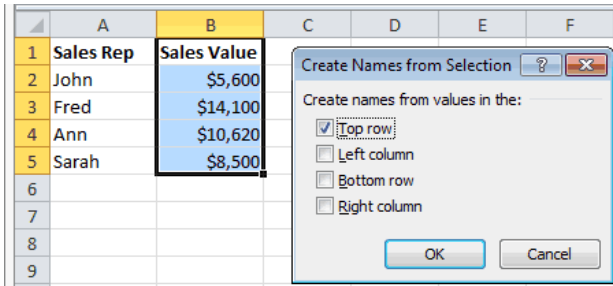 A B C D E F
1 Sales Rep Sales Value
2 John $5,600
3 Fred $14,100
4 Ann $10,620
5 Sarah $8,500
6
7
8
9
Create Names from Selection ?
Create names from values in the:
Top row
Left column
Bottom row
Right column
OK Cancel